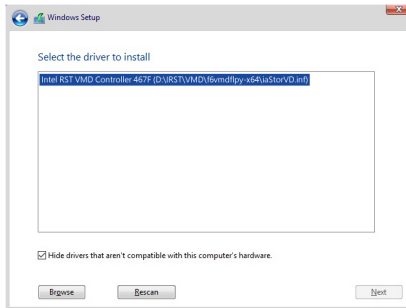 Windows Setup
Select the driver to install
Intel RST VMD Controller 467F (D:\IRST\VMD\f6vmdflpy-x64\iaStorVD.inf)
Hide drivers that aren't compatible with this computer's hardware.
Browse
Rescan
Next